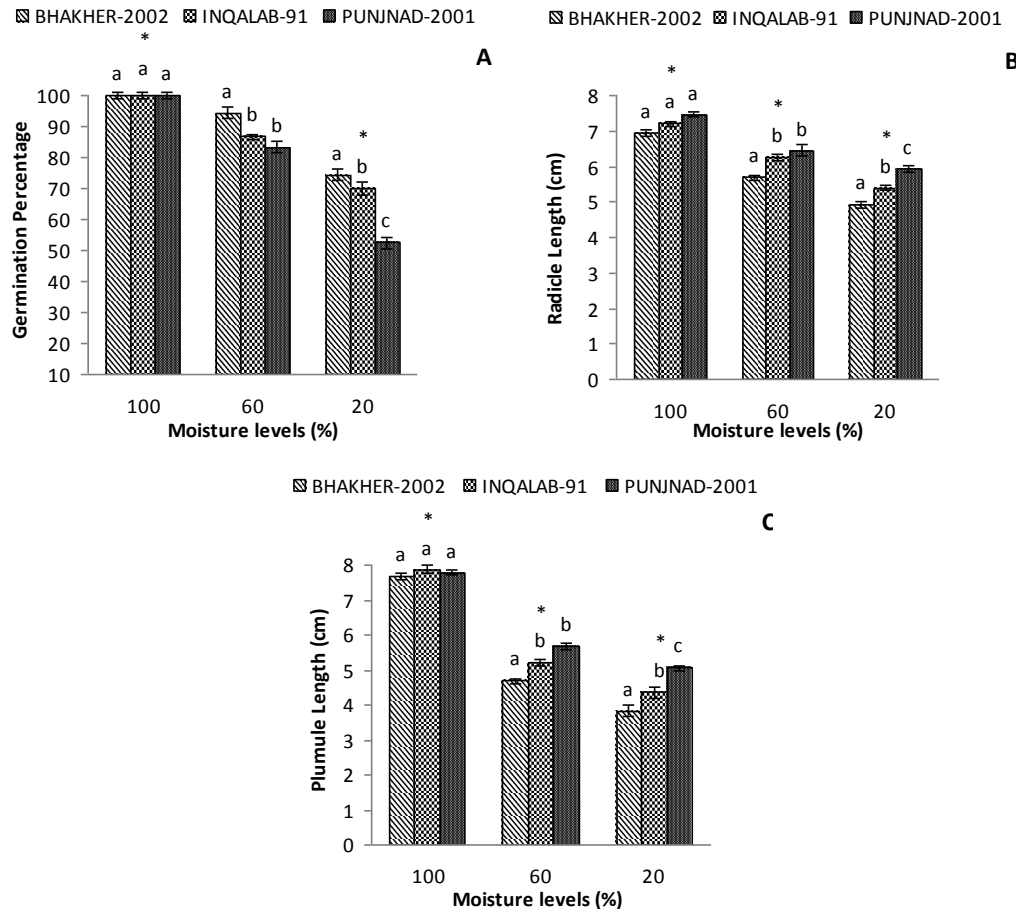 BHAKHER-2002 INQALAB-91 PUNJNAD-2001
*
A
a a a
a b b
*
a b c
100
90
80
70
60
50
40
30
20
10
Germination Percentage
100 60 20
Moisture levels (%)
BHAKHER-2002 INQALAB-91 PUNJNAD-2001
B
* * *
a a a
a b b
a b c
8
7
6
5
4
3
2
1
0
Radicle Length (cm)
100 60 20
Moisture levels (%)
BHAKHER-2002 INQALAB-91 PUNJNAD-2001
C
* * *
a a a
a b b
a b c
8
7
6
5
4
3
2
1
0
Plumule Length (cm)
100 60 20
Moisture levels (%)